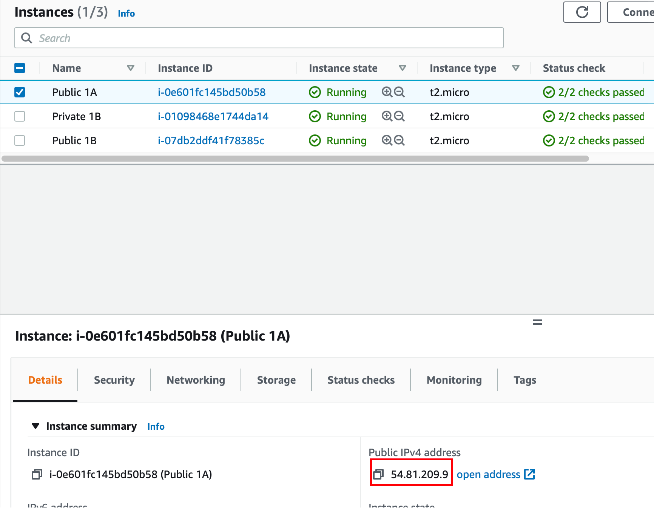 Instances (1/3) Info
Conne
Search
Name Instance ID Instance state Instance type Status check
Public 1A i-0e601fc145bd50b58 Running t2.micro 2/2 checks passed
Private 1B i-01098468e1744da14 Running t2.micro 2/2 checks passed
Public 1B i-07db2ddf41f78385c Running t2.micro 2/2 checks passed
Instance: i-0e601fc145bd50b58 (Public 1A)
Details Security Networking Storage Status checks Monitoring Tags
Instance summary Info
Instance ID Public IPv4 address
i-0e601fc145bd50b58 (Public 1A) 54.81.209.9 open address
IPv6 address Instance state